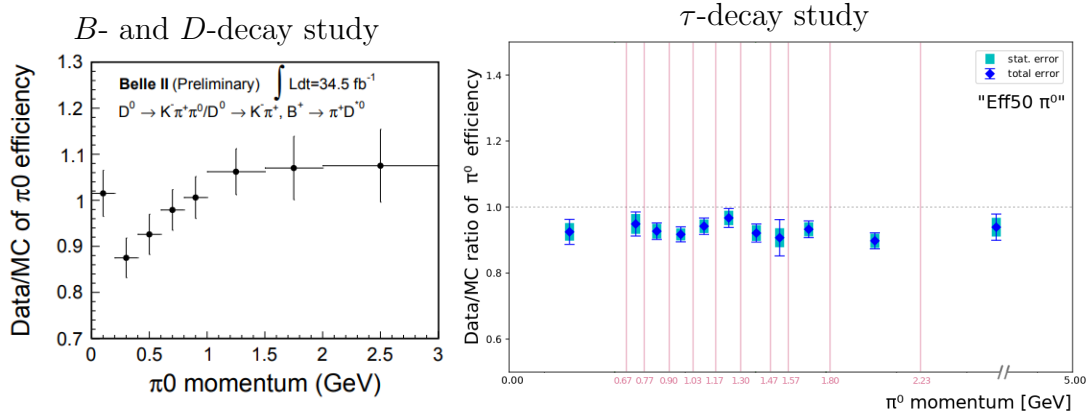 B- and D-decay study
Data/MC of π0 efficiency
1.3
1.2
1.1
1
0.9
0.8
0.7
Belle II (Preliminary) ∫ Ldt=34.5 fb⁻¹
D⁰ → K⁻π⁺π⁰/D⁰ → K⁻π⁺, B⁺ → π⁺D*⁰
0 0.5 1 1.5 2 2.5 3
π0 momentum (GeV)
τ-decay study
Data/MC ratio of π⁰ efficiency
1.4
1.2
1.0
0.8
0.6
stat. error
total error
"Eff50 π⁰"
0.00 0.67 0.77 0.90 1.03 1.17 1.30 1.47 1.57 1.80 2.23 // 5.00
π⁰ momentum [GeV]